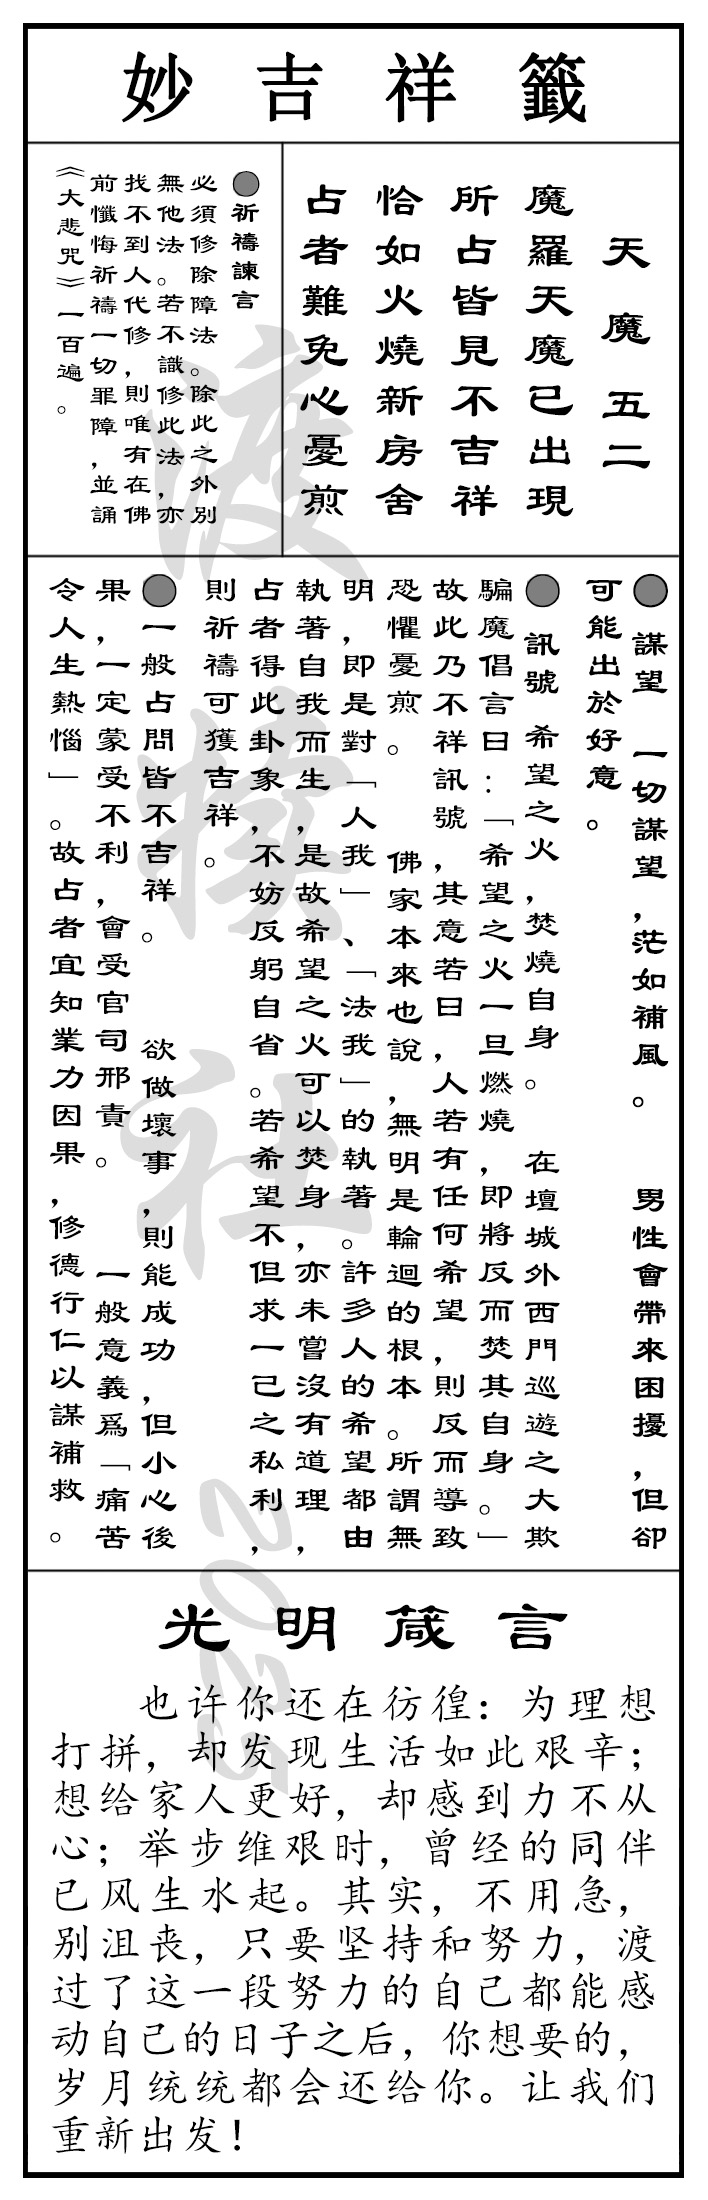 妙吉祥籤
天魔五二
魔羅天魔已出現
所占皆見不吉祥
恰如火燒新房舍
占者難免心憂煎
●祈禱諫言
必須修除障法。除此之外別
無他法。若不識修此法，亦
找不到人代修，則唯有在佛
前懺悔祈禱一切罪障，並誦
《大悲咒》一百遍。
● 謀望 一切謀望，茫如補風。 男性會帶來困擾，但卻
可能出於好意。
● 訊號 希望之火，焚燒自身。 在壇城外西門巡遊之大欺
騙魔倡言曰：「希望之火一旦燃燒，即將反而焚其自身。」
故此乃不祥訊號，其意若曰，人若有任何希望，則反而導致
恐懼憂煎。 佛家本來也說，無明是輪迴的根本。所謂無
明，即是對「人我」、「法我」的執著。許多人的希望都由
執著自我而生，是故希望之火可以焚身，亦未嘗沒有道理，
占者得此卦象，不妨反躬自省。若希望不但求一己之私利，
則祈禱可獲吉祥。
●一般占問皆不吉祥。 欲做壞事，則能成功，但小心後
果，一定蒙受不利，會受官司邪責。 一般意義爲「痛苦
令人生熱惱」。故占者宜知業力因果，修德行仁以謀補救。
光明箴言
也许你还在彷徨：为理想
打拼，却发现生活如此艰辛；
想给家人更好，却感到力不从
心；举步维艰时，曾经的同伴
已风生水起。其实，不用急，
别沮丧，只要坚持和努力，渡
过了这一段努力的自己都能感
动自己的日子之后，你想要的，
岁月统统都会还给你。让我们
重新出发！
2025